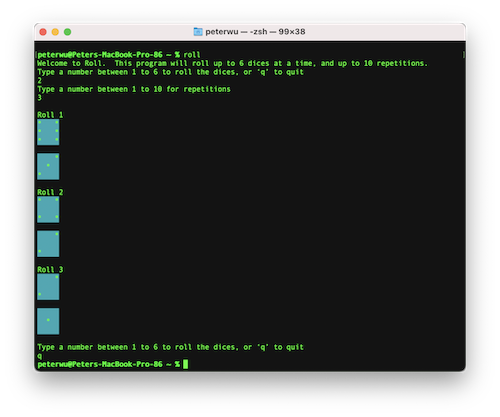 peterwu — -zsh — 99×38
peterwu@Peters-MacBook-Pro-86 ~ % roll
Welcome to Roll.  This program will roll up to 6 dices at a time, and up to 10 repetitions.
Type a number between 1 to 6 to roll the dices, or 'q' to quit
2
Type a number between 1 to 10 for repetitions
3
Roll 1
Roll 2
Roll 3
Type a number between 1 to 6 to roll the dices, or 'q' to quit
q
peterwu@Peters-MacBook-Pro-86 ~ %